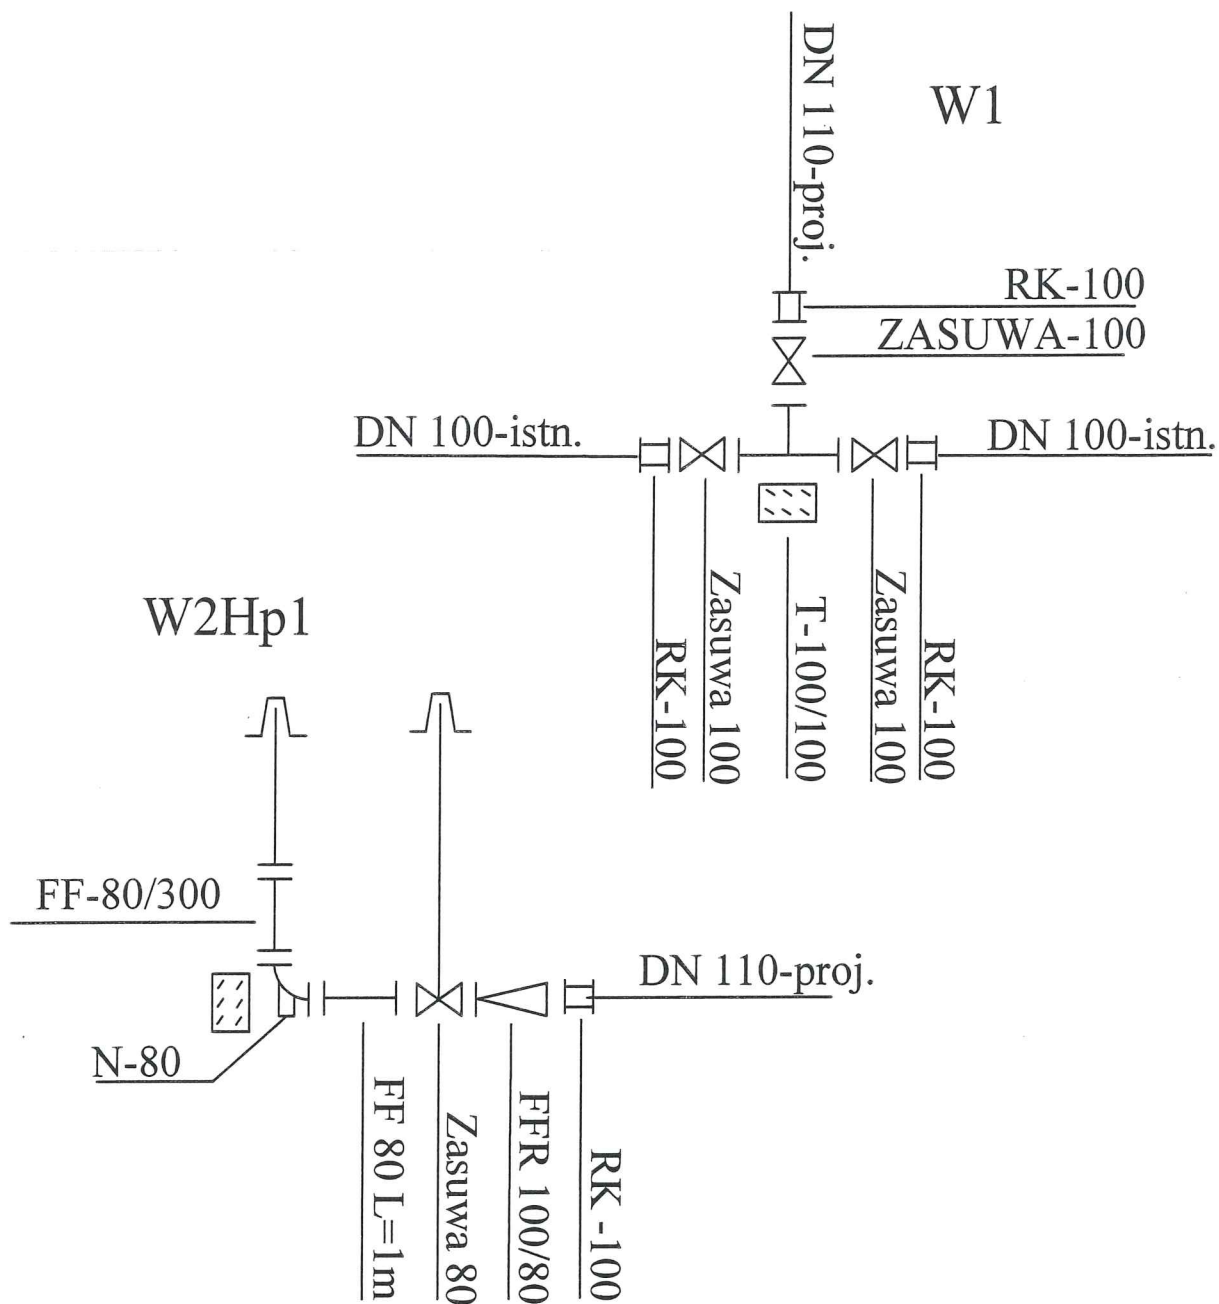 DN 110-proj.
W1
RK-100
ZASUWA-100
DN 100-istn.
DN 100-istn.
RK-100
Zasuwa 100
T-100/100
Zasuwa 100
RK-100
W2Hp1
FF-80/300
DN 110-proj.
N-80
FF 80 L=1m
Zasuwa 80
FFR 100/80
RK -100